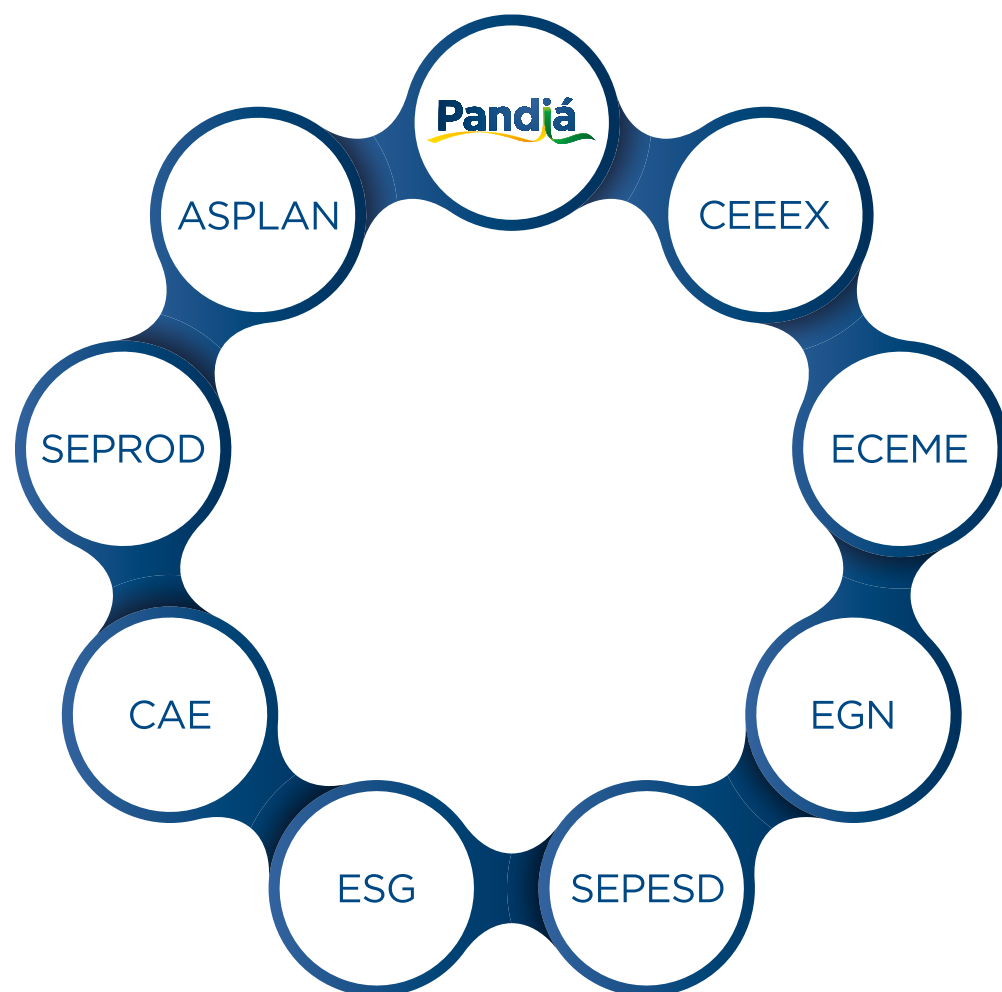 Pandiá
ASPLAN
CEEEX
SEPROD
ECEME
CAE
EGN
ESG
SEPESD